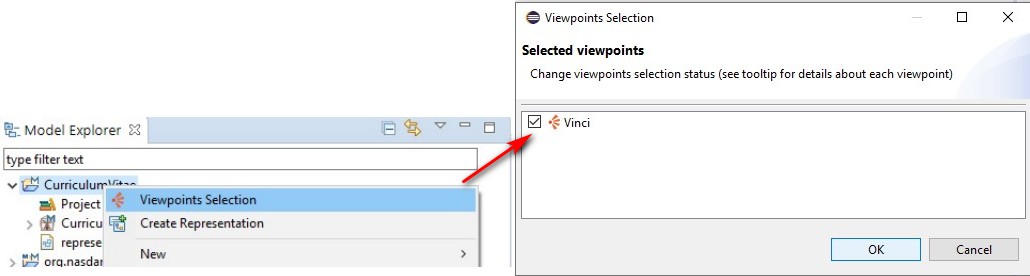 Model Explorer
type filter text
CurriculumVitae
Viewpoints Selection
Project
Create Representation
Curricu
represe
New
org.nasdan
Viewpoints Selection
Selected viewpoints
Change viewpoints selection status (see tooltip for details about each viewpoint)
Vinci
OK Cancel